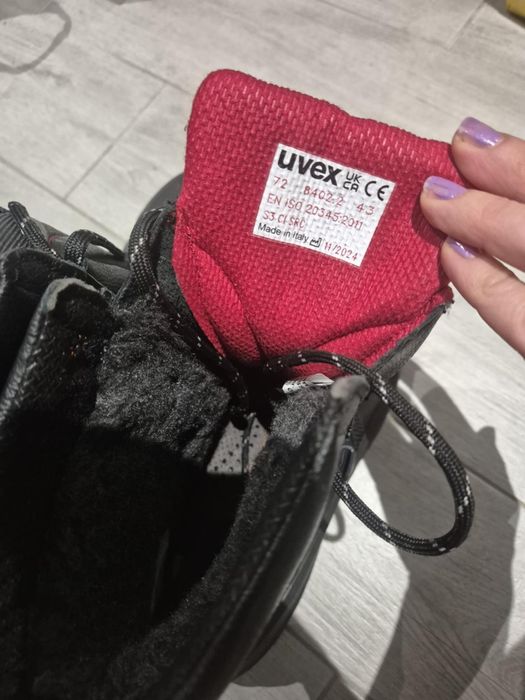 uvex UK CA CE
72 8402.2 43
EN ISO 20345:2011
S3 CI SRC
Made in Italy 11/2024